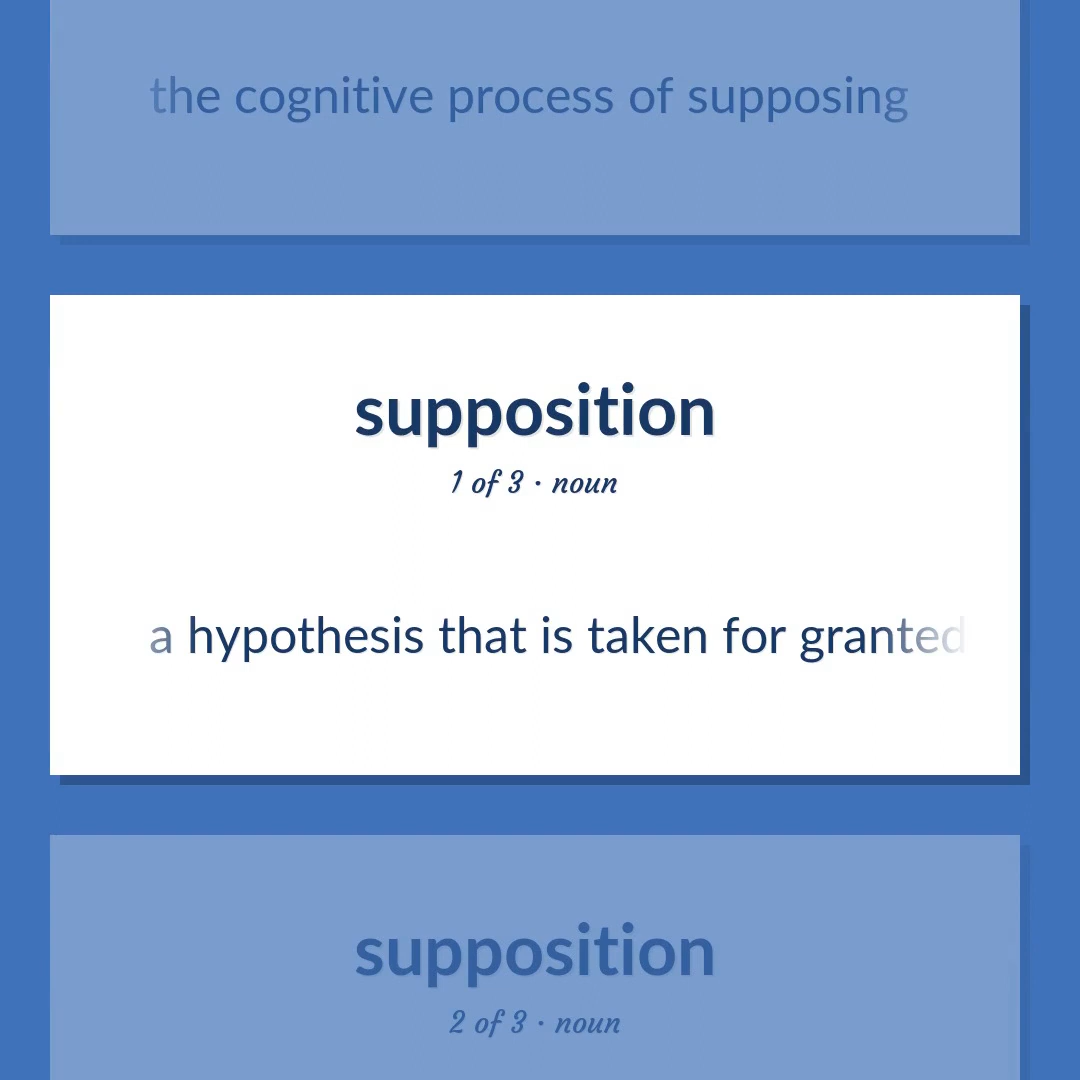 the cognitive process of supposing
supposition
1 of 3 · noun
a hypothesis that is taken for granted
supposition
2 of 3 · noun